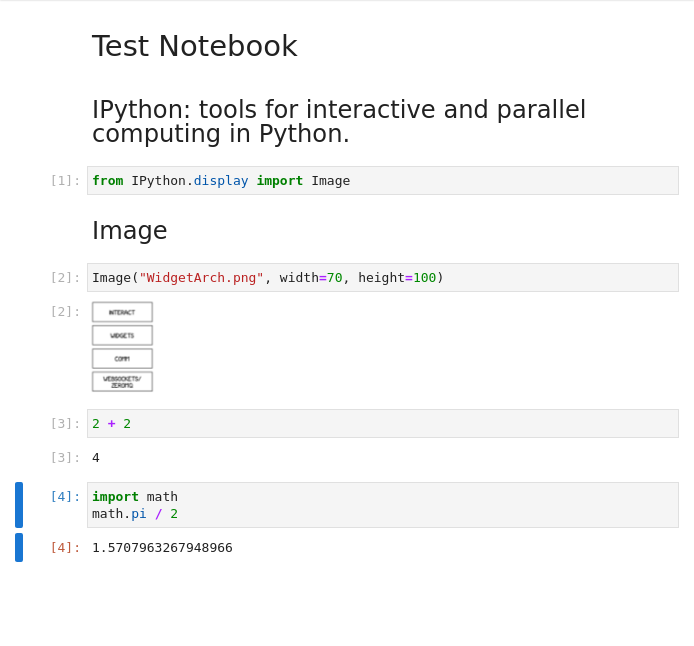 Test Notebook
IPython: tools for interactive and parallel
computing in Python.
[1]: from IPython.display import Image
Image
[2]: Image("WidgetArch.png", width=70, height=100)
[2]:
INTERACT
WIDGETS
COMM
WEBSOCKETS/
ZEROMQ
[3]: 2 + 2
[3]: 4
[4]: import math
math.pi / 2
[4]: 1.5707963267948966